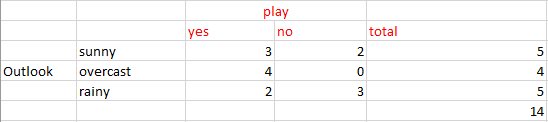 play
yes no total
sunny 3 2 5
Outlook overcast 4 0 4
rainy 2 3 5
14